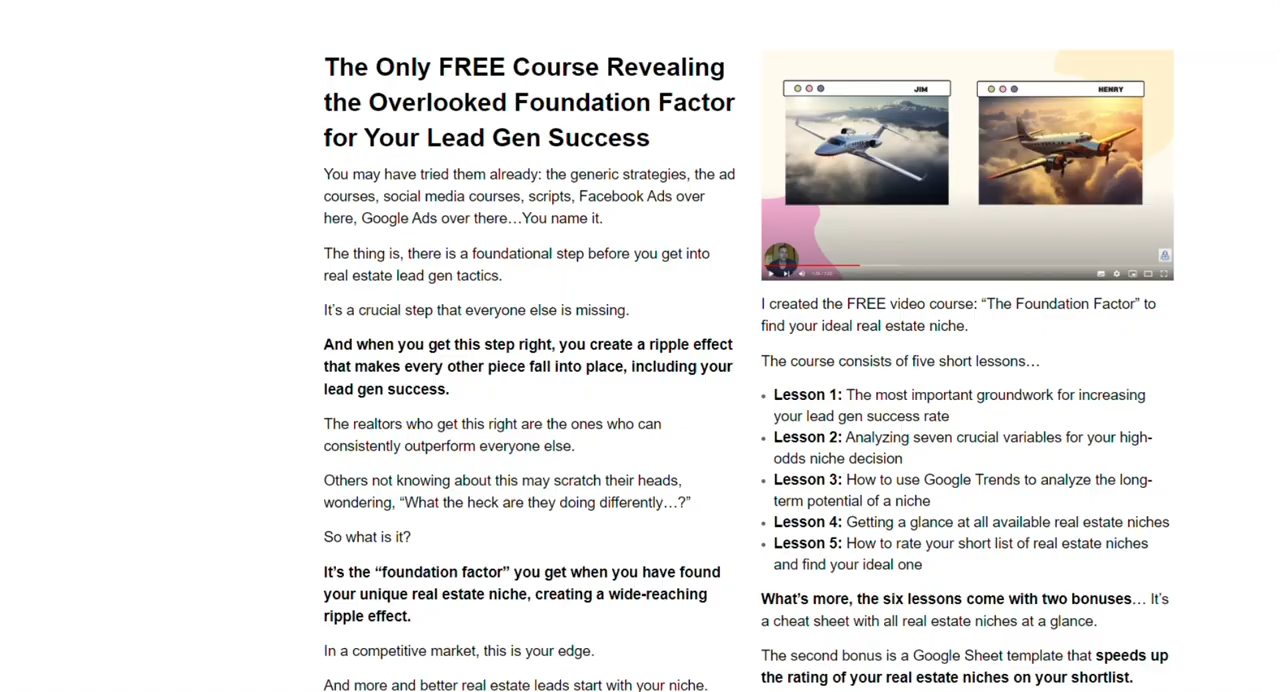 The Only FREE Course Revealing
the Overlooked Foundation Factor
for Your Lead Gen Success
You may have tried them already: the generic strategies, the ad
courses, social media courses, scripts, Facebook Ads over
here, Google Ads over there…You name it.
The thing is, there is a foundational step before you get into
real estate lead gen tactics.
It’s a crucial step that everyone else is missing.
And when you get this step right, you create a ripple effect
that makes every other piece fall into place, including your
lead gen success.
The realtors who get this right are the ones who can
consistently outperform everyone else.
Others not knowing about this may scratch their heads,
wondering, “What the heck are they doing differently…?”
So what is it?
It’s the “foundation factor” you get when you have found
your unique real estate niche, creating a wide-reaching
ripple effect.
In a competitive market, this is your edge.
And more and better real estate leads start with your niche.
JIM
HENRY
I created the FREE video course: “The Foundation Factor” to
find your ideal real estate niche.
The course consists of five short lessons…
• Lesson 1: The most important groundwork for increasing
your lead gen success rate
• Lesson 2: Analyzing seven crucial variables for your high-
odds niche decision
• Lesson 3: How to use Google Trends to analyze the long-
term potential of a niche
• Lesson 4: Getting a glance at all available real estate niches
• Lesson 5: How to rate your short list of real estate niches
and find your ideal one
What’s more, the six lessons come with two bonuses… It’s
a cheat sheet with all real estate niches at a glance.
The second bonus is a Google Sheet template that speeds up
the rating of your real estate niches on your shortlist.